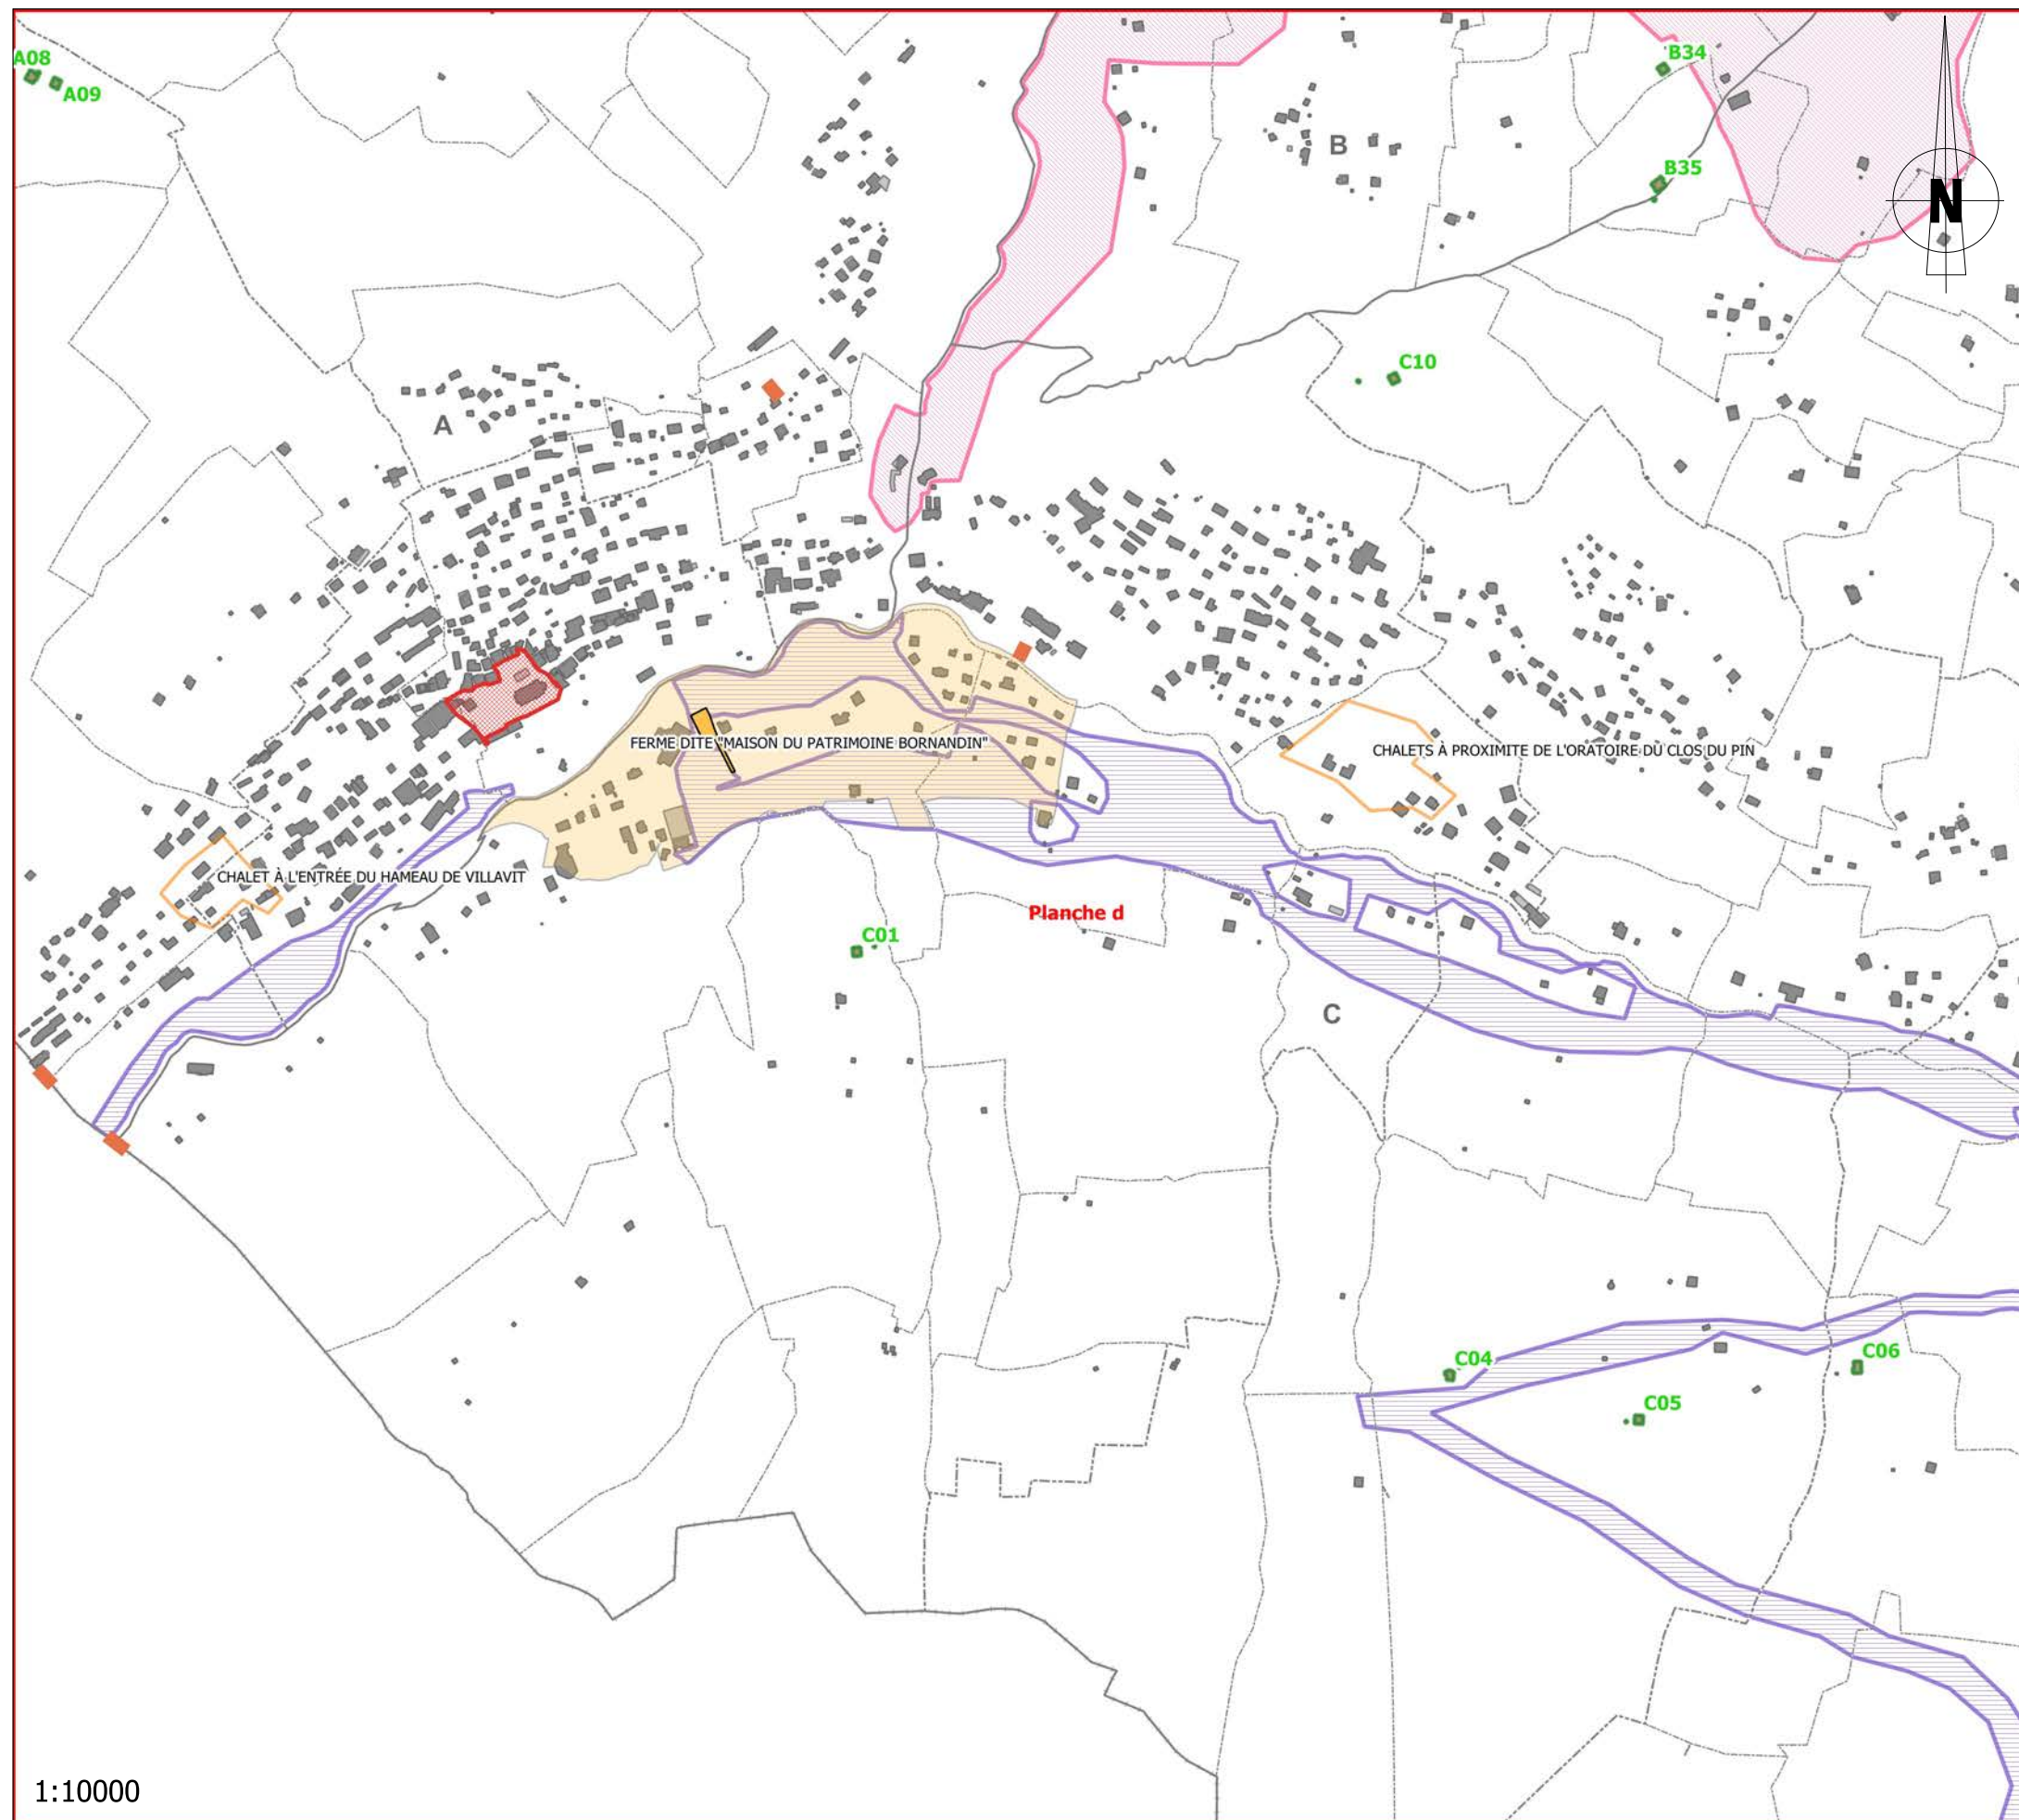 A08
A09
B34
B
B35
N
C10
A
FERME DITE "MAISON DU PATRIMOINE BORNANDIN"
CHALETS À PROXIMITE DE L'ORATOIRE DU CLOS DU PIN
CHALET À L'ENTRÉE DU HAMEAU DE VILLAVIT
Planche d
C01
C
C04
C06
C05
1:10000